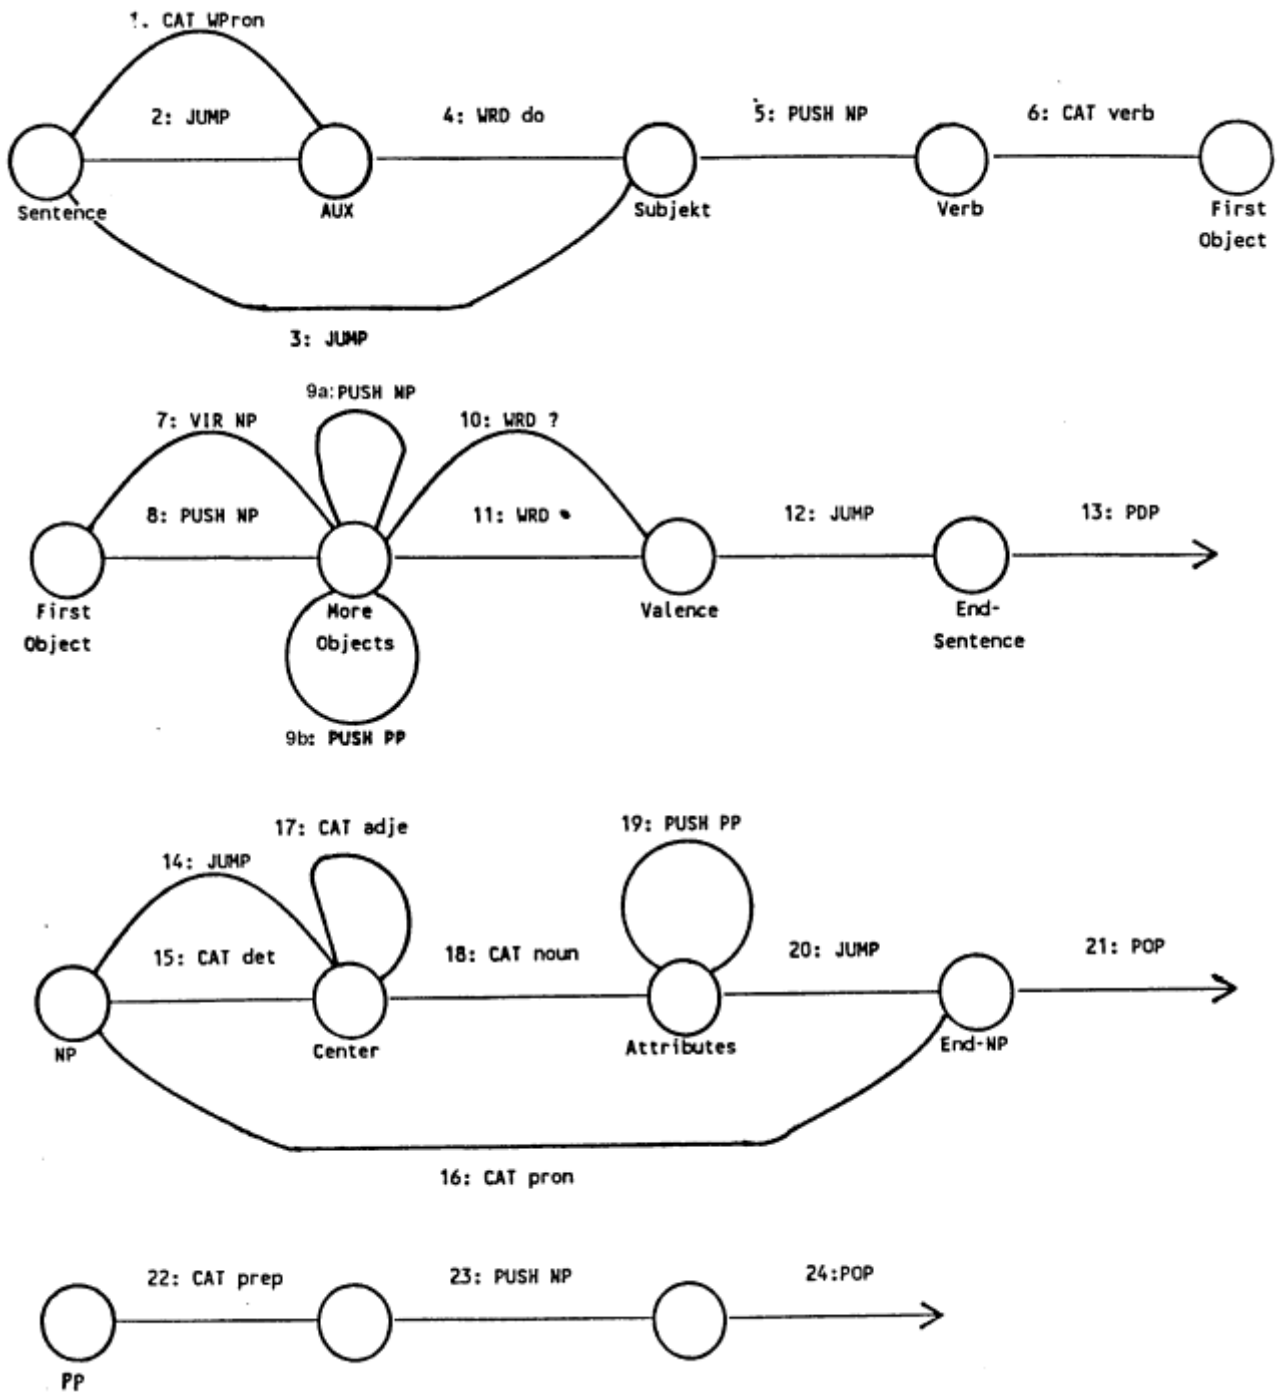 1. CAT WPron
2: JUMP
4: WRD do
5: PUSH NP
6: CAT verb
Sentence
AUX
Subjekt
Verb
First
Object
3: JUMP
9a: PUSH NP
7: VIR NP
10: WRD ?
8: PUSH NP
11: WRD •
12: JUMP
13: PDP
First
Object
More
Objects
Valence
End-
Sentence
9b: PUSH PP
17: CAT adje
19: PUSH PP
14: JUMP
15: CAT det
18: CAT noun
20: JUMP
21: POP
NP
Center
Attributes
End-NP
16: CAT pron
22: CAT prep
23: PUSH NP
24:POP
PP